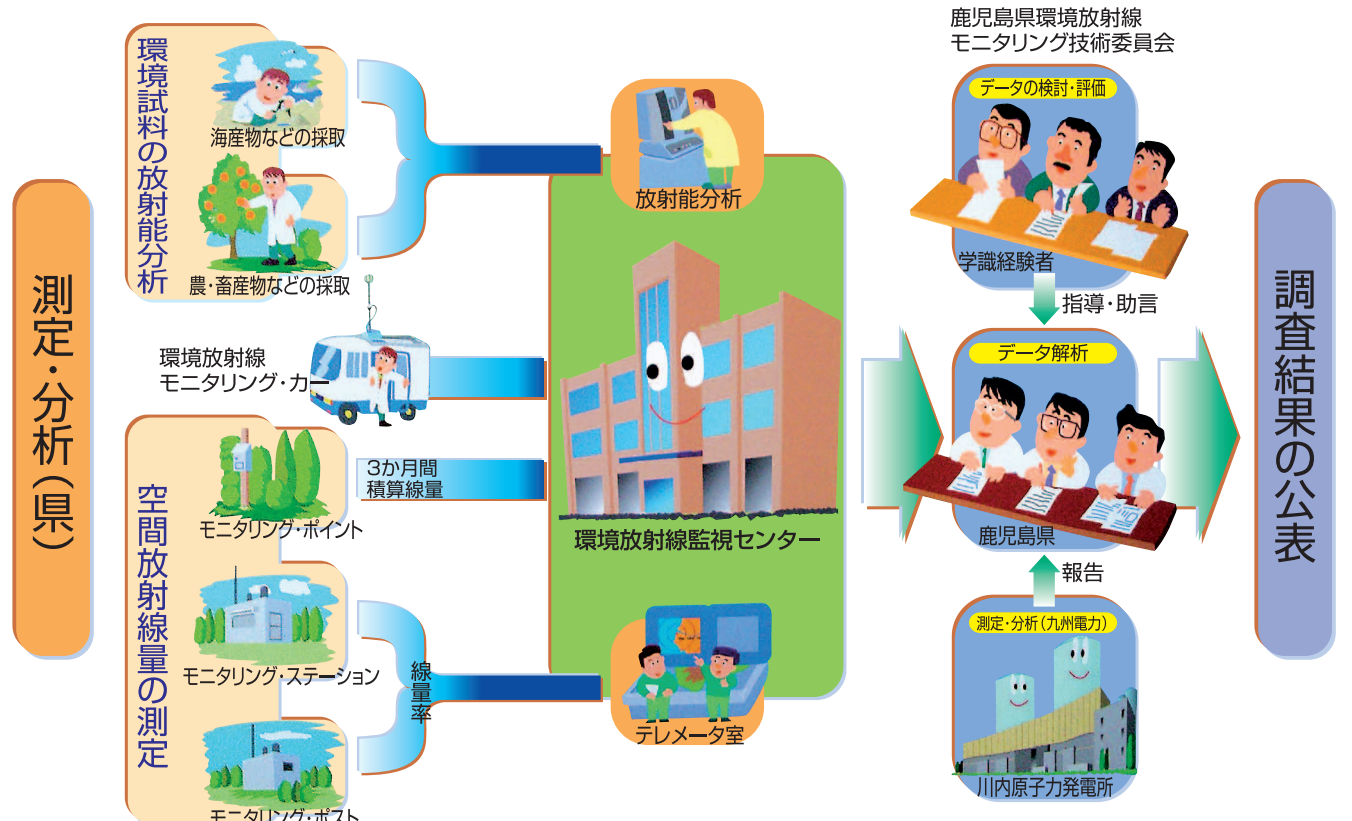 測定・分析(県)
環境試料の放射能分析
海産物などの採取
農・畜産物などの採取
環境放射線
モニタリング・カー
空間放射線量の測定
モニタリング・ポイント
3か月間
積算線量
モニタリング・ステーション
モニタリング・ポスト
線量率
放射能分析
環境放射線監視センター
テレメータ室
鹿児島県環境放射線
モニタリング技術委員会
データの検討・評価
学識経験者
指導・助言
データ解析
鹿児島県
報告
測定・分析(九州電力)
川内原子力発電所
調査結果の公表